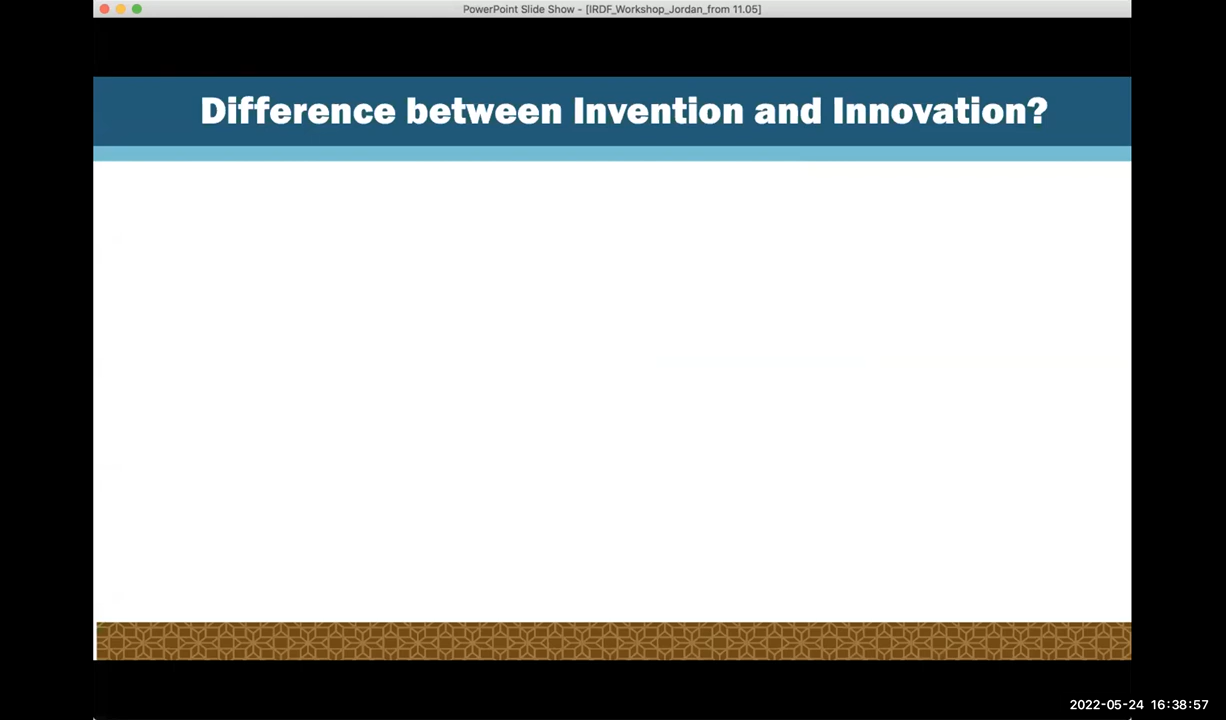 PowerPoint Slide Show - [IRDF_Workshop_Jordan_from 11.05]
Difference between Invention and Innovation?
2022-05-24 16:38:57